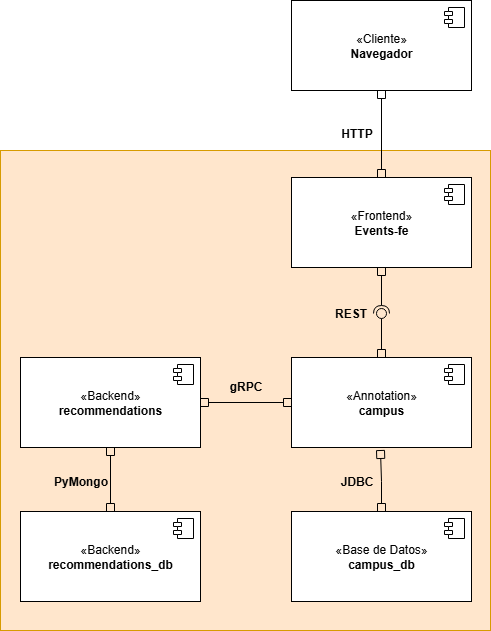 «Cliente»
Navegador
HTTP
«Frontend»
Events-fe
REST
«Backend»
recommendations
gRPC
«Annotation»
campus
PyMongo
JDBC
«Backend»
recommendations_db
«Base de Datos»
campus_db